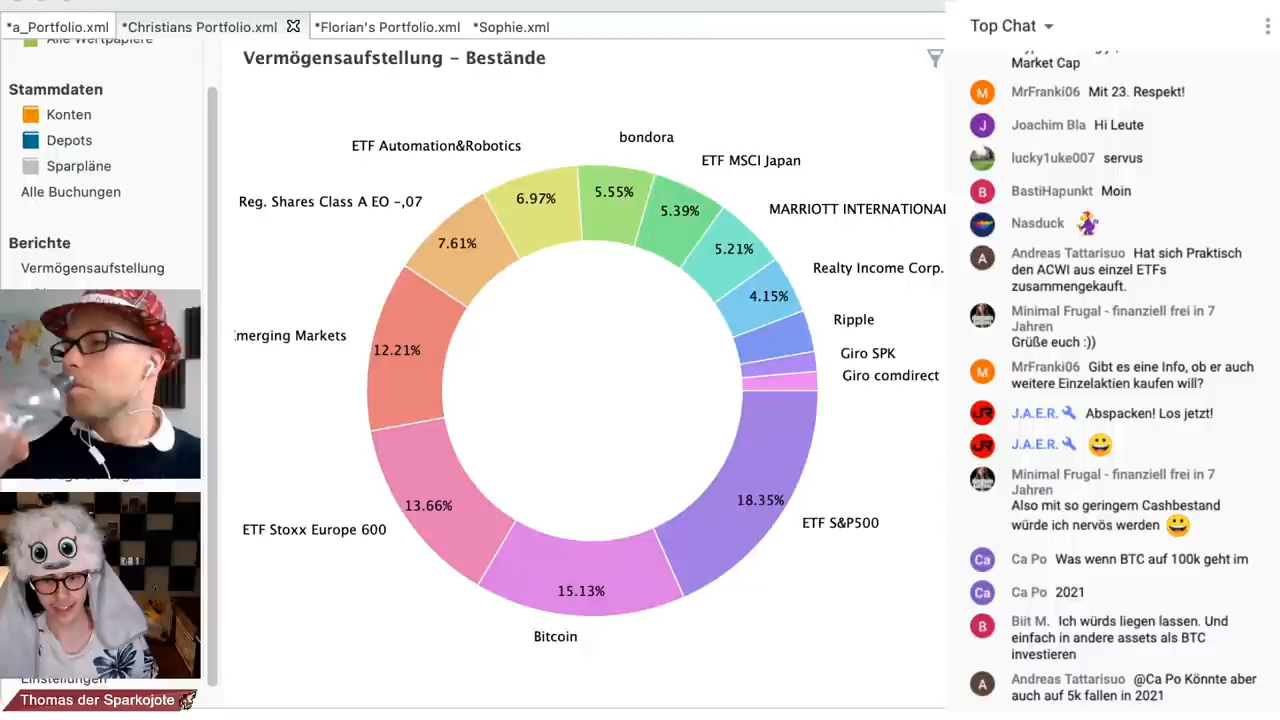 *a_Portfolio.xml
*Christians Portfolio.xml
*Florian's Portfolio.xml
*Sophie.xml
Alle Wertpapiere
Stammdaten
Konten
Depots
Sparpläne
Alle Buchungen
Berichte
Vermögensaufstellung
Einstellungen
Thomas der Sparkojote
Vermögensaufstellung – Bestände
bondora
ETF Automation&Robotics
ETF MSCI Japan
Reg. Shares Class A EO -,07
MARRIOTT INTERNATIONAL
Realty Income Corp.
Ripple
Emerging Markets
Giro SPK
Giro comdirect
ETF Stoxx Europe 600
ETF S&P500
Bitcoin
5.55%
6.97%
5.39%
7.61%
5.21%
4.15%
12.21%
18.35%
13.66%
15.13%
Top Chat
Market Cap
MrFranki06 Mit 23. Respekt!
Joachim Bla Hi Leute
lucky1uke007 servus
BastiHapunkt Moin
Nasduck
Andreas Tattarisuo Hat sich Praktisch
den ACWI aus einzel ETFs
zusammengekauft.
Minimal Frugal - finanziell frei in 7
Jahren
Grüße euch :))
MrFranki06 Gibt es eine Info, ob er auch
weitere Einzelaktien kaufen will?
J.A.E.R. Abspacken! Los jetzt!
J.A.E.R. 😀
Minimal Frugal - finanziell frei in 7
Jahren
Also mit so geringem Cashbestand
würde ich nervös werden 😀
Ca Po Was wenn BTC auf 100k geht im
Ca Po 2021
Biit M. Ich würds liegen lassen. Und
einfach in andere assets als BTC
investieren
Andreas Tattarisuo @Ca Po Könnte aber
auch auf 5k fallen in 2021